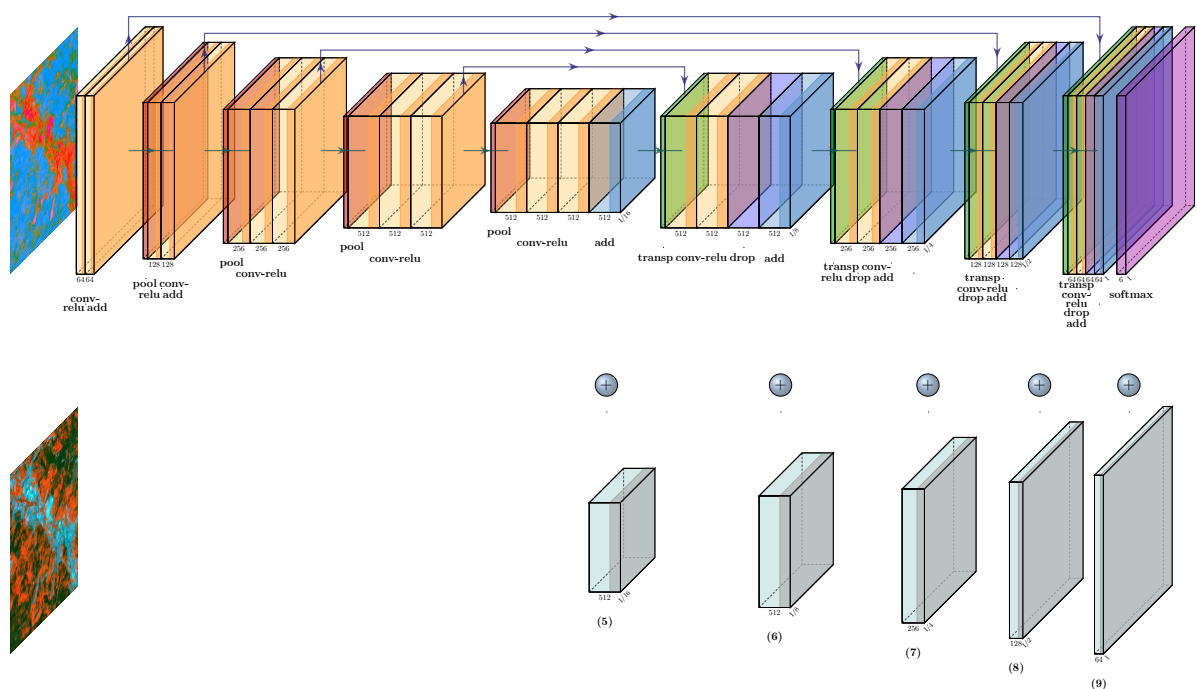 512 512 512 512 1/16
512 512 512 512 1/8
512 512 512
256 256 256
256 256 256 256 1/4
128 128
128 128 128 128 1/2
64 64
64 64 64 64 1
6 1
pool
conv-relu
add
pool
conv-relu
transp conv-relu drop add
pool
conv-relu
transp conv-
relu drop add
pool conv-
relu add
transp
conv-relu
drop add
conv-
relu add
transp
conv-
relu
drop
add
softmax
+ + + + +
512 1/16
(5)
512 1/8
(6)
256 1/4
(7)
128 1/2
(8)
64 1
(9)